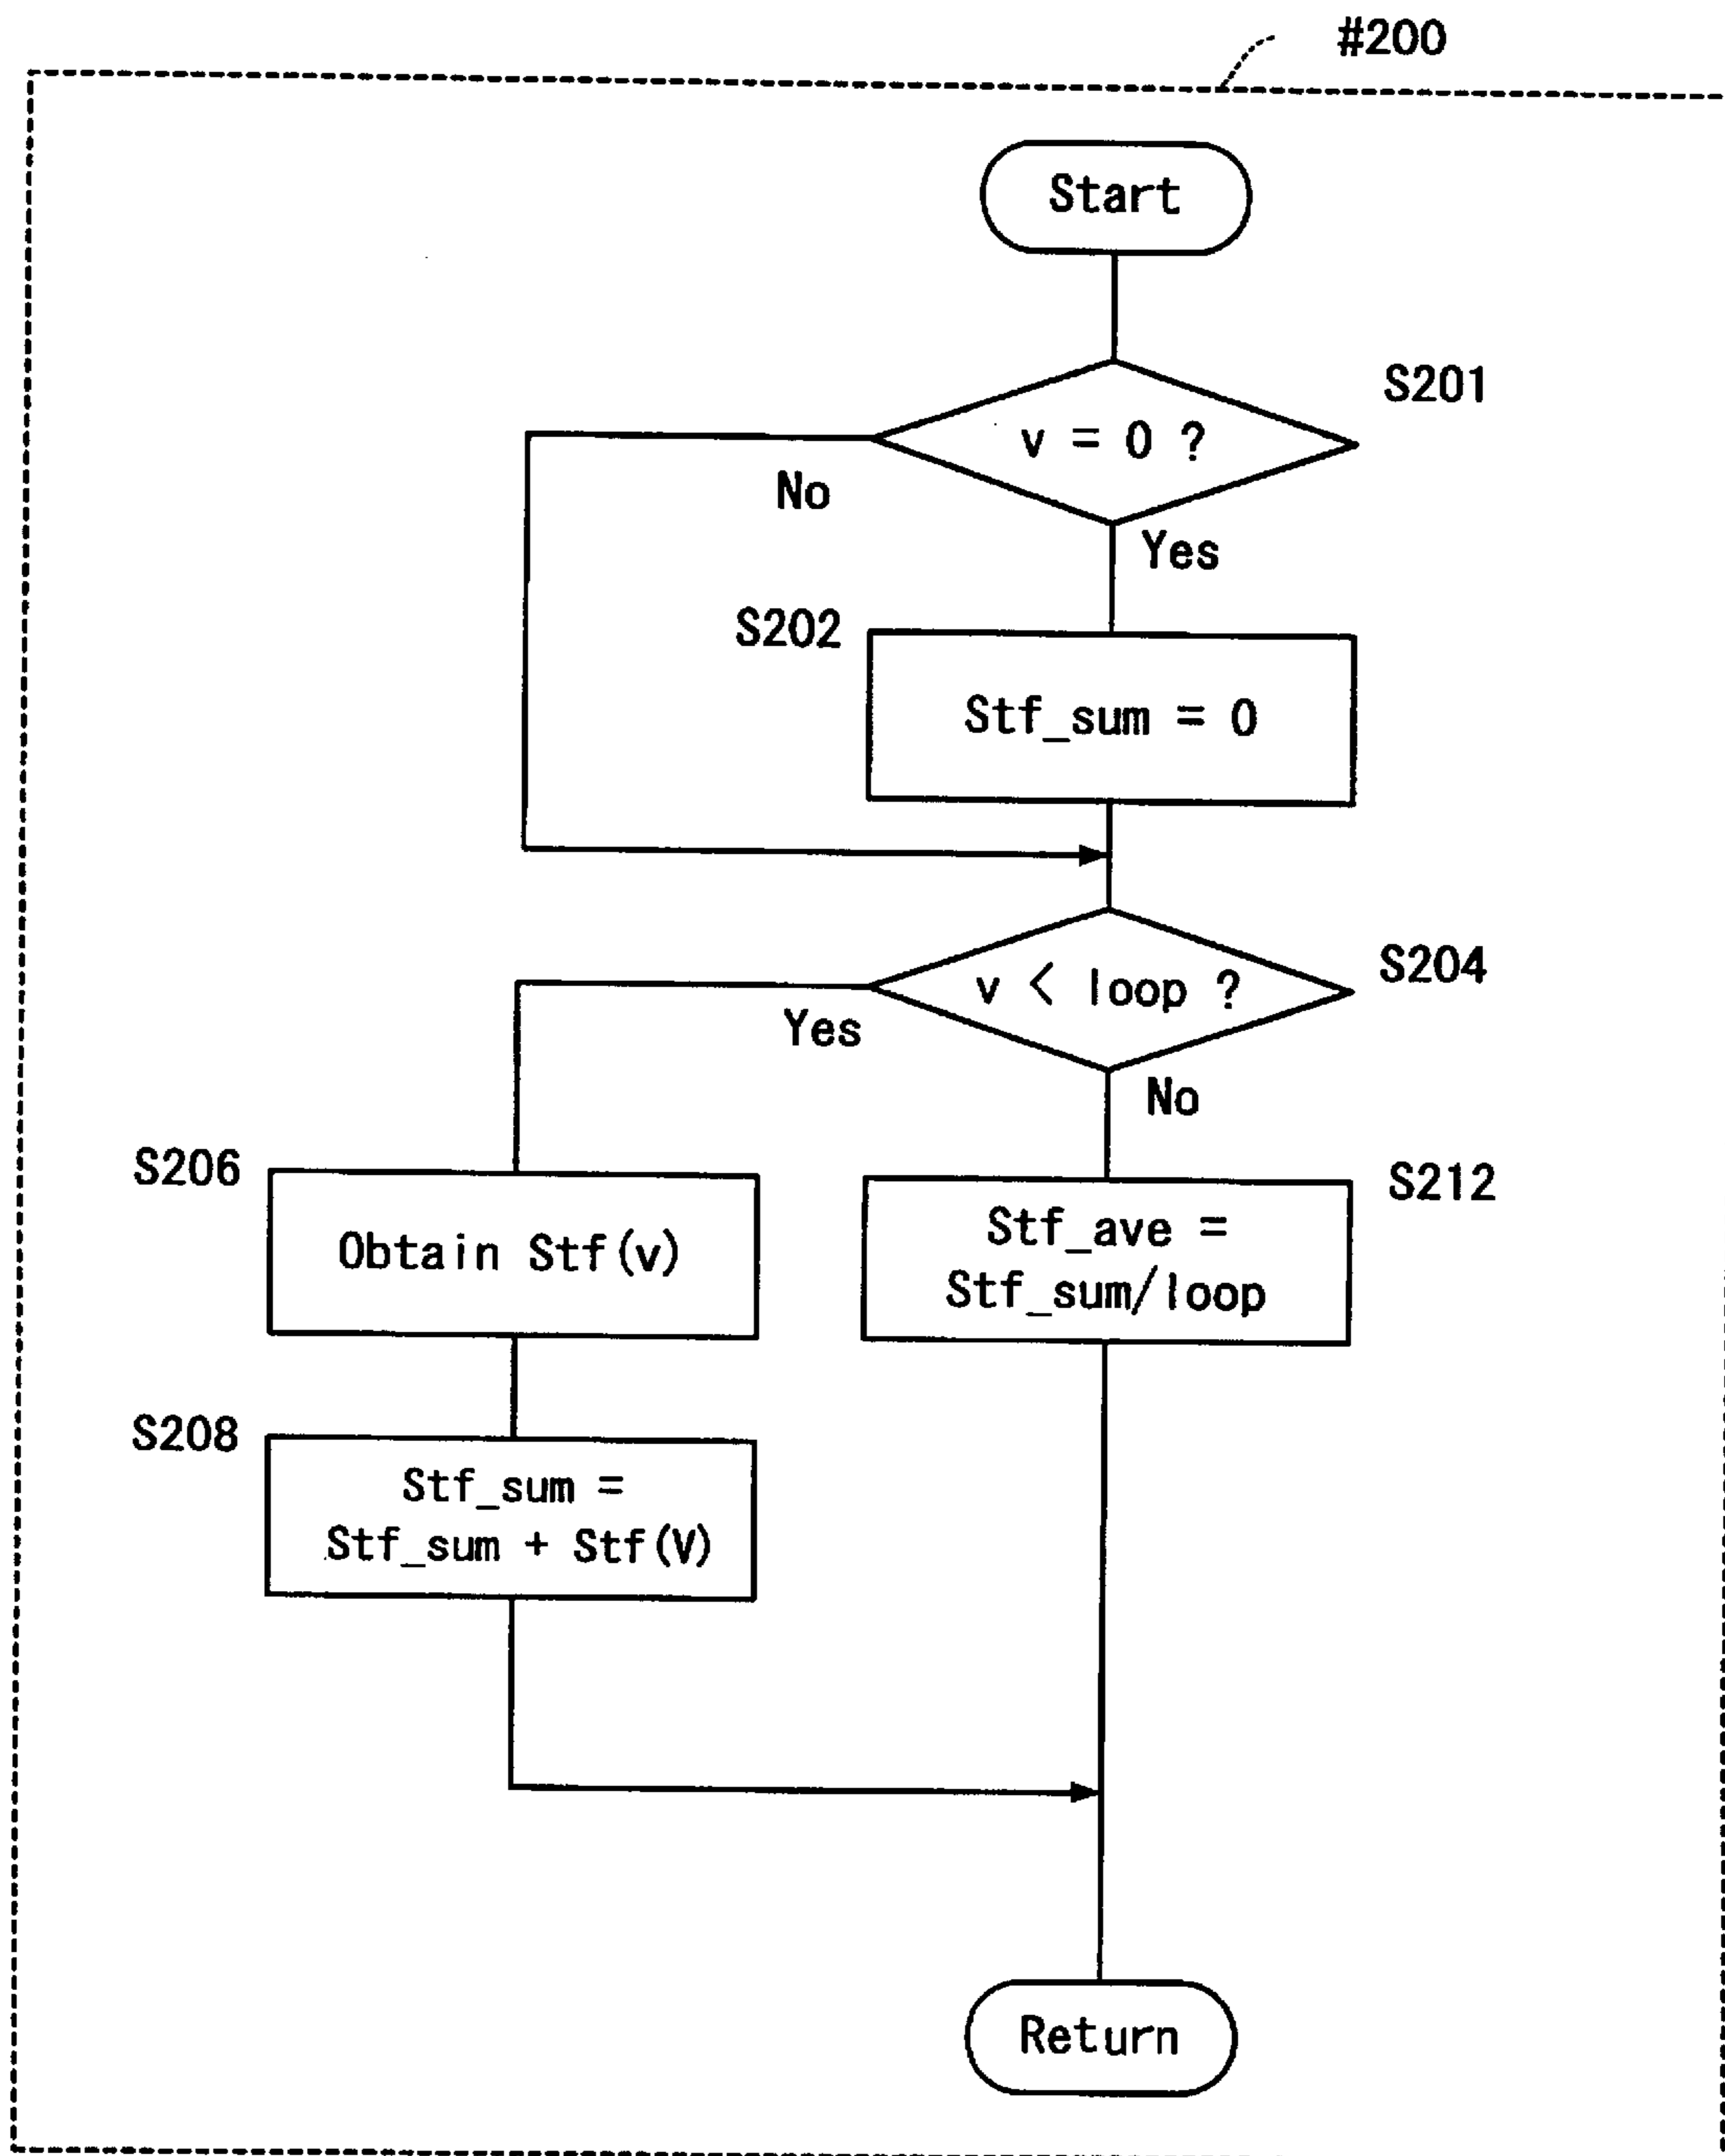 #200
Start
S201
v = 0 ?
No
Yes
S202
Stf_sum = 0
S204
v < loop ?
Yes
No
S206
Obtain Stf(v)
S212
Stf_ave =
Stf_sum/loop
S208
Stf_sum =
Stf_sum + Stf(V)
Return